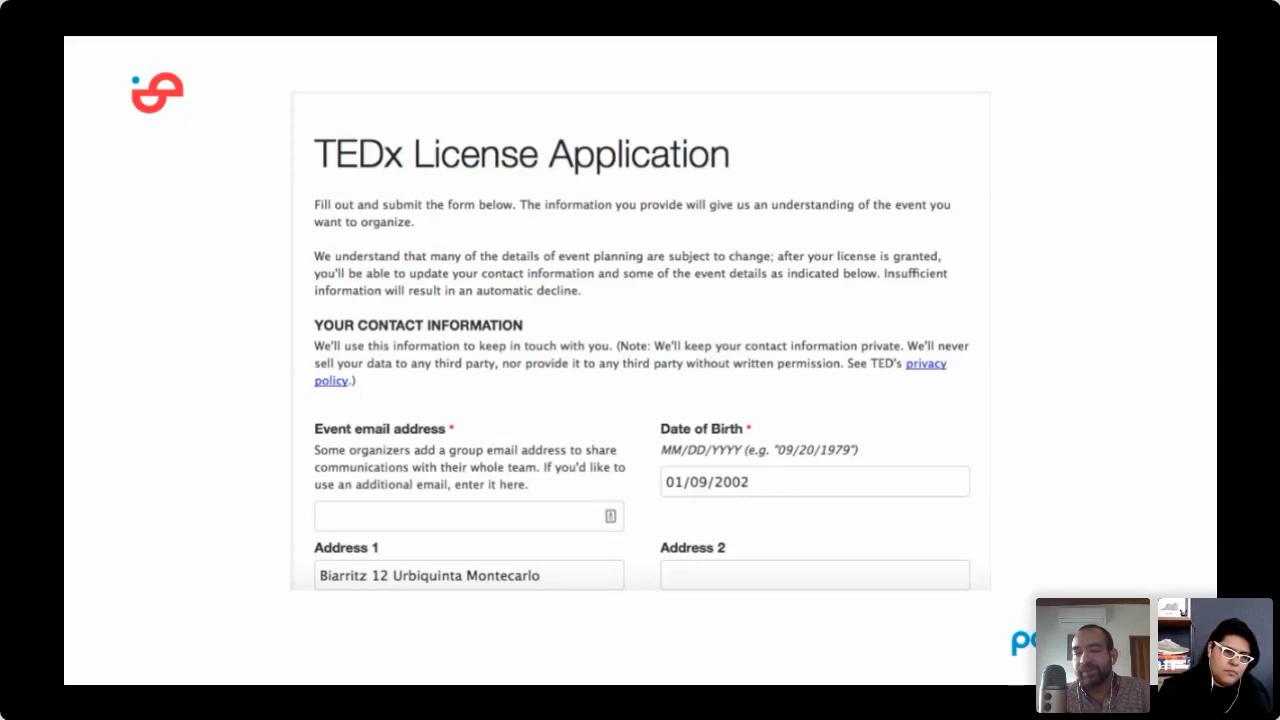 TEDx License Application
Fill out and submit the form below. The information you provide will give us an understanding of the event you
want to organize.
We understand that many of the details of event planning are subject to change; after your license is granted,
you'll be able to update your contact information and some of the event details as indicated below. Insufficient
information will result in an automatic decline.
YOUR CONTACT INFORMATION
We'll use this information to keep in touch with you. (Note: We'll keep your contact information private. We'll never
sell your data to any third party, nor provide it to any third party without written permission. See TED's privacy
policy.)
Event email address *
Some organizers add a group email address to share
communications with their whole team. If you'd like to
use an additional email, enter it here.
Date of Birth *
MM/DD/YYYY (e.g. "09/20/1979")
01/09/2002
Address 1
Biarritz 12 Urbiquinta Montecarlo
Address 2